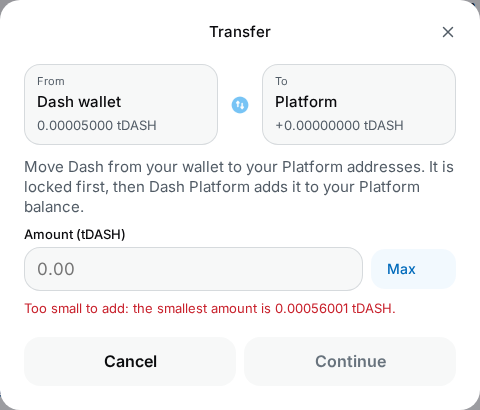 Transfer
From
Dash wallet
0.00005000 tDASH
To
Platform
+0.00000000 tDASH
Move Dash from your wallet to your Platform addresses. It is
locked first, then Dash Platform adds it to your Platform
balance.
Amount (tDASH)
0.00
Max
Too small to add: the smallest amount is 0.00056001 tDASH.
Cancel
Continue